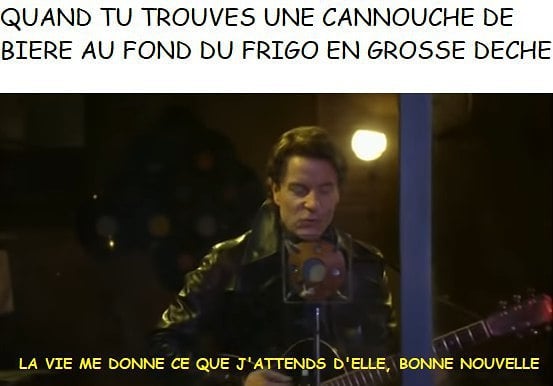 QUAND TU TROUVES UNE CANNOUCHE DE
BIERE AU FOND DU FRIGO EN GROSSE DECHE
LA VIE ME DONNE CE QUE J'ATTENDS D'ELLE, BONNE NOUVELLE